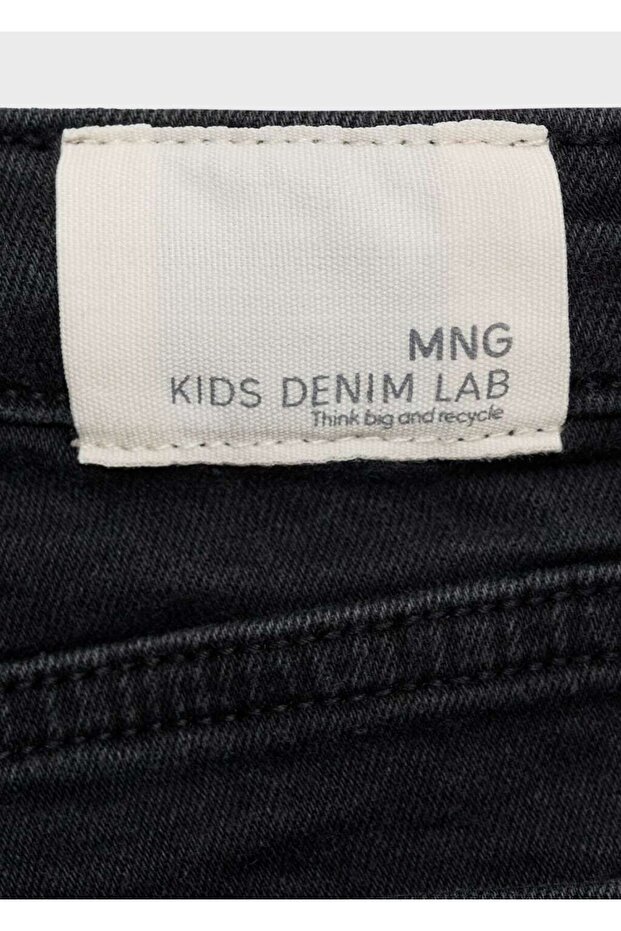 MNG
KIDS DENIM LAB
Think big and recycle